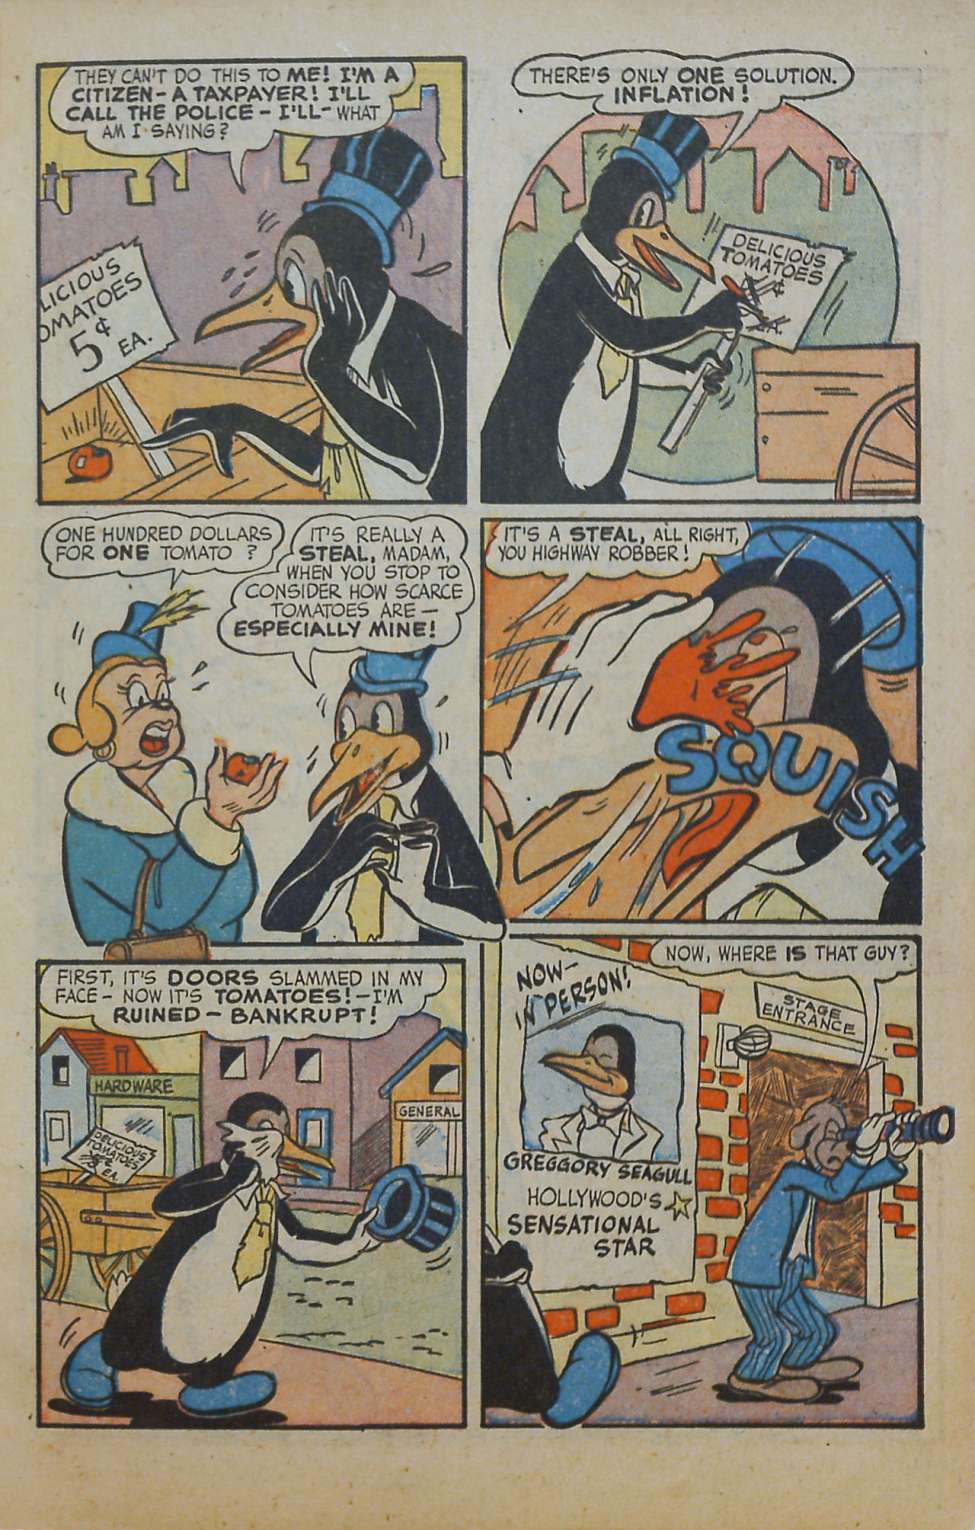 THEY CAN'T DO THIS TO ME! I'M A
CITIZEN - A TAXPAYER! I'LL
CALL THE POLICE - I'LL - WHAT
AM I SAYING?
LICIOUS
OMATOES
5¢
EA.
THERE'S ONLY ONE SOLUTION.
INFLATION!
DELICIOUS
TOMATOES
¢
EA.
ONE HUNDRED DOLLARS
FOR ONE TOMATO?
IT'S REALLY A
STEAL, MADAM,
WHEN YOU STOP TO
CONSIDER HOW SCARCE
TOMATOES ARE -
ESPECIALLY MINE!
IT'S A STEAL, ALL RIGHT,
YOU HIGHWAY ROBBER!
SQUISH
FIRST, IT'S DOORS SLAMMED IN MY
FACE - NOW IT'S TOMATOES! - I'M
RUINED - BANKRUPT!
HARDWARE
GENERAL
DELICIOUS
TOMATOES
EA.
NOW, WHERE IS THAT GUY?
NOW-
IN PERSON!
STAGE
ENTRANCE
GREGGORY SEAGULL
HOLLYWOOD'S
SENSATIONAL
STAR